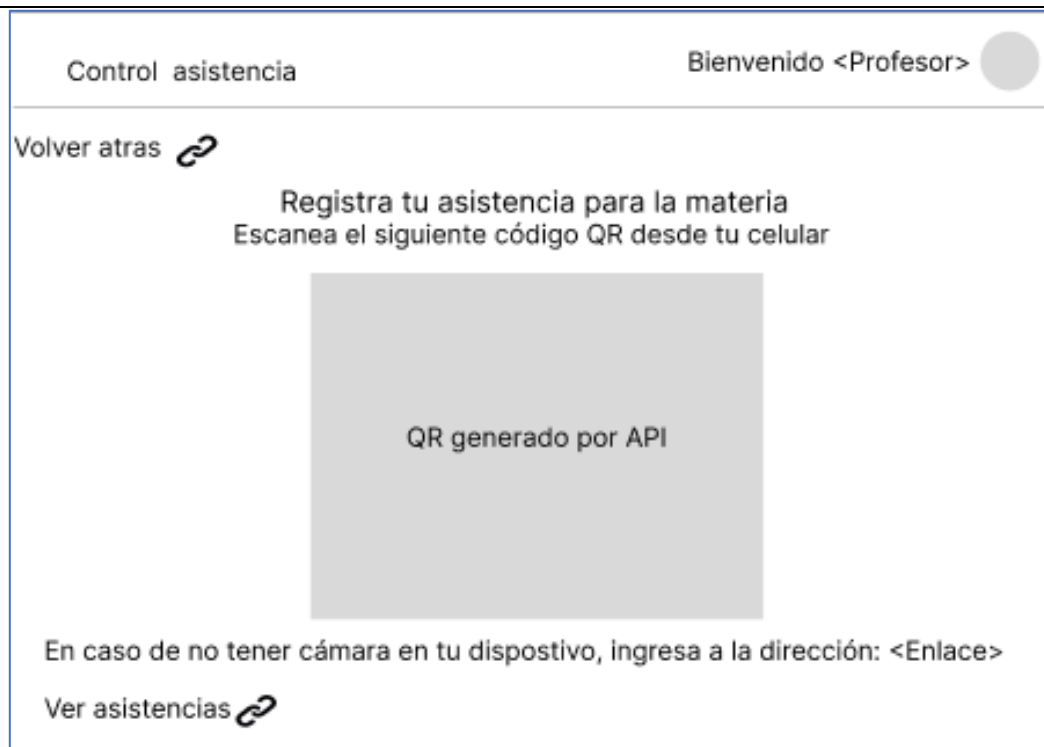 Control asistencia
Bienvenido <Profesor>
Volver atras
Registra tu asistencia para la materia
Escanea el siguiente código QR desde tu celular
QR generado por API
En caso de no tener cámara en tu dispostivo, ingresa a la dirección: <Enlace>
Ver asistencias